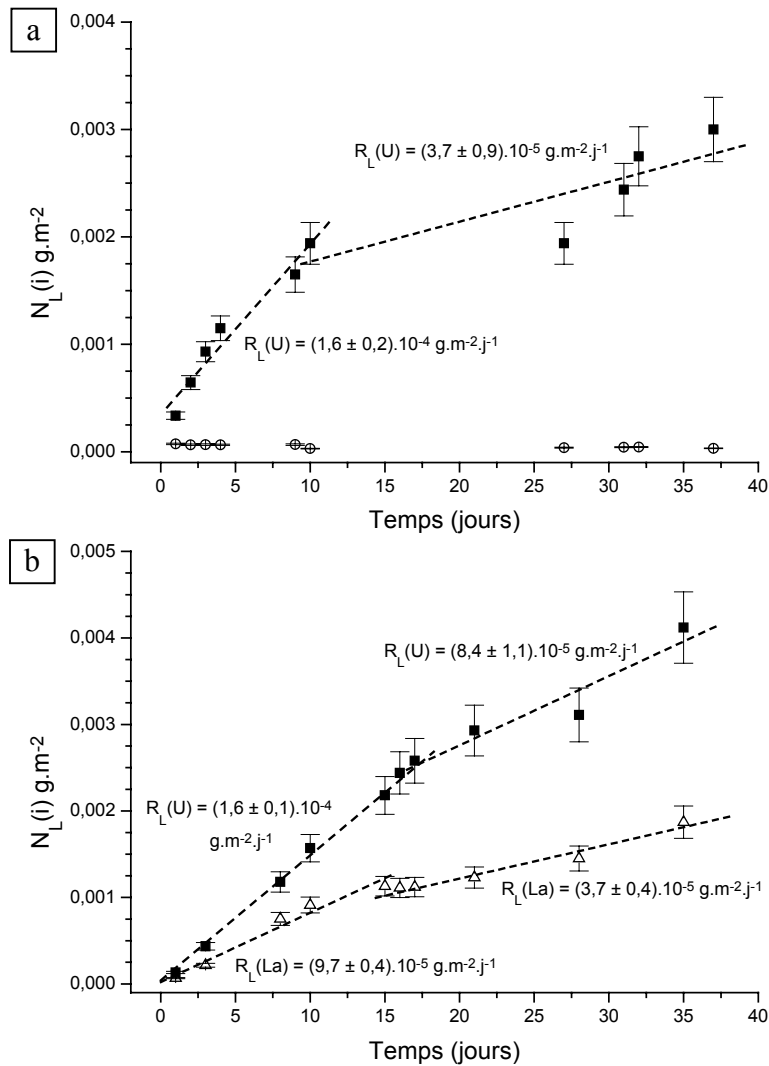 a
0,004
0,003
0,002
0,001
0,000
N_L(i) g.m⁻²
R_L(U) = (3,7 ± 0,9).10⁻⁵ g.m⁻².j⁻¹
R_L(U) = (1,6 ± 0,2).10⁻⁴ g.m⁻².j⁻¹
0 5 10 15 20 25 30 35 40
Temps (jours)
b
0,005
0,004
0,003
0,002
0,001
0,000
N_L(i) g.m⁻²
R_L(U) = (8,4 ± 1,1).10⁻⁵ g.m⁻².j⁻¹
R_L(U) = (1,6 ± 0,1).10⁻⁴
g.m⁻².j⁻¹
R_L(La) = (3,7 ± 0,4).10⁻⁵ g.m⁻².j⁻¹
R_L(La) = (9,7 ± 0,4).10⁻⁵ g.m⁻².j⁻¹
0 5 10 15 20 25 30 35 40
Temps (jours)